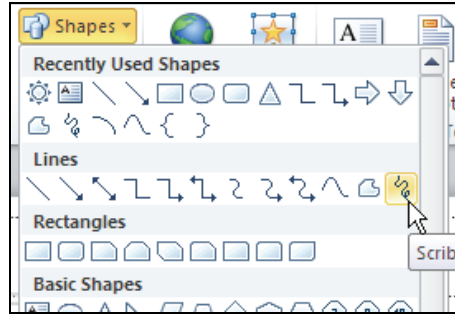 Shapes
A
Recently Used Shapes
Lines
Scrib
Rectangles
Basic Shapes